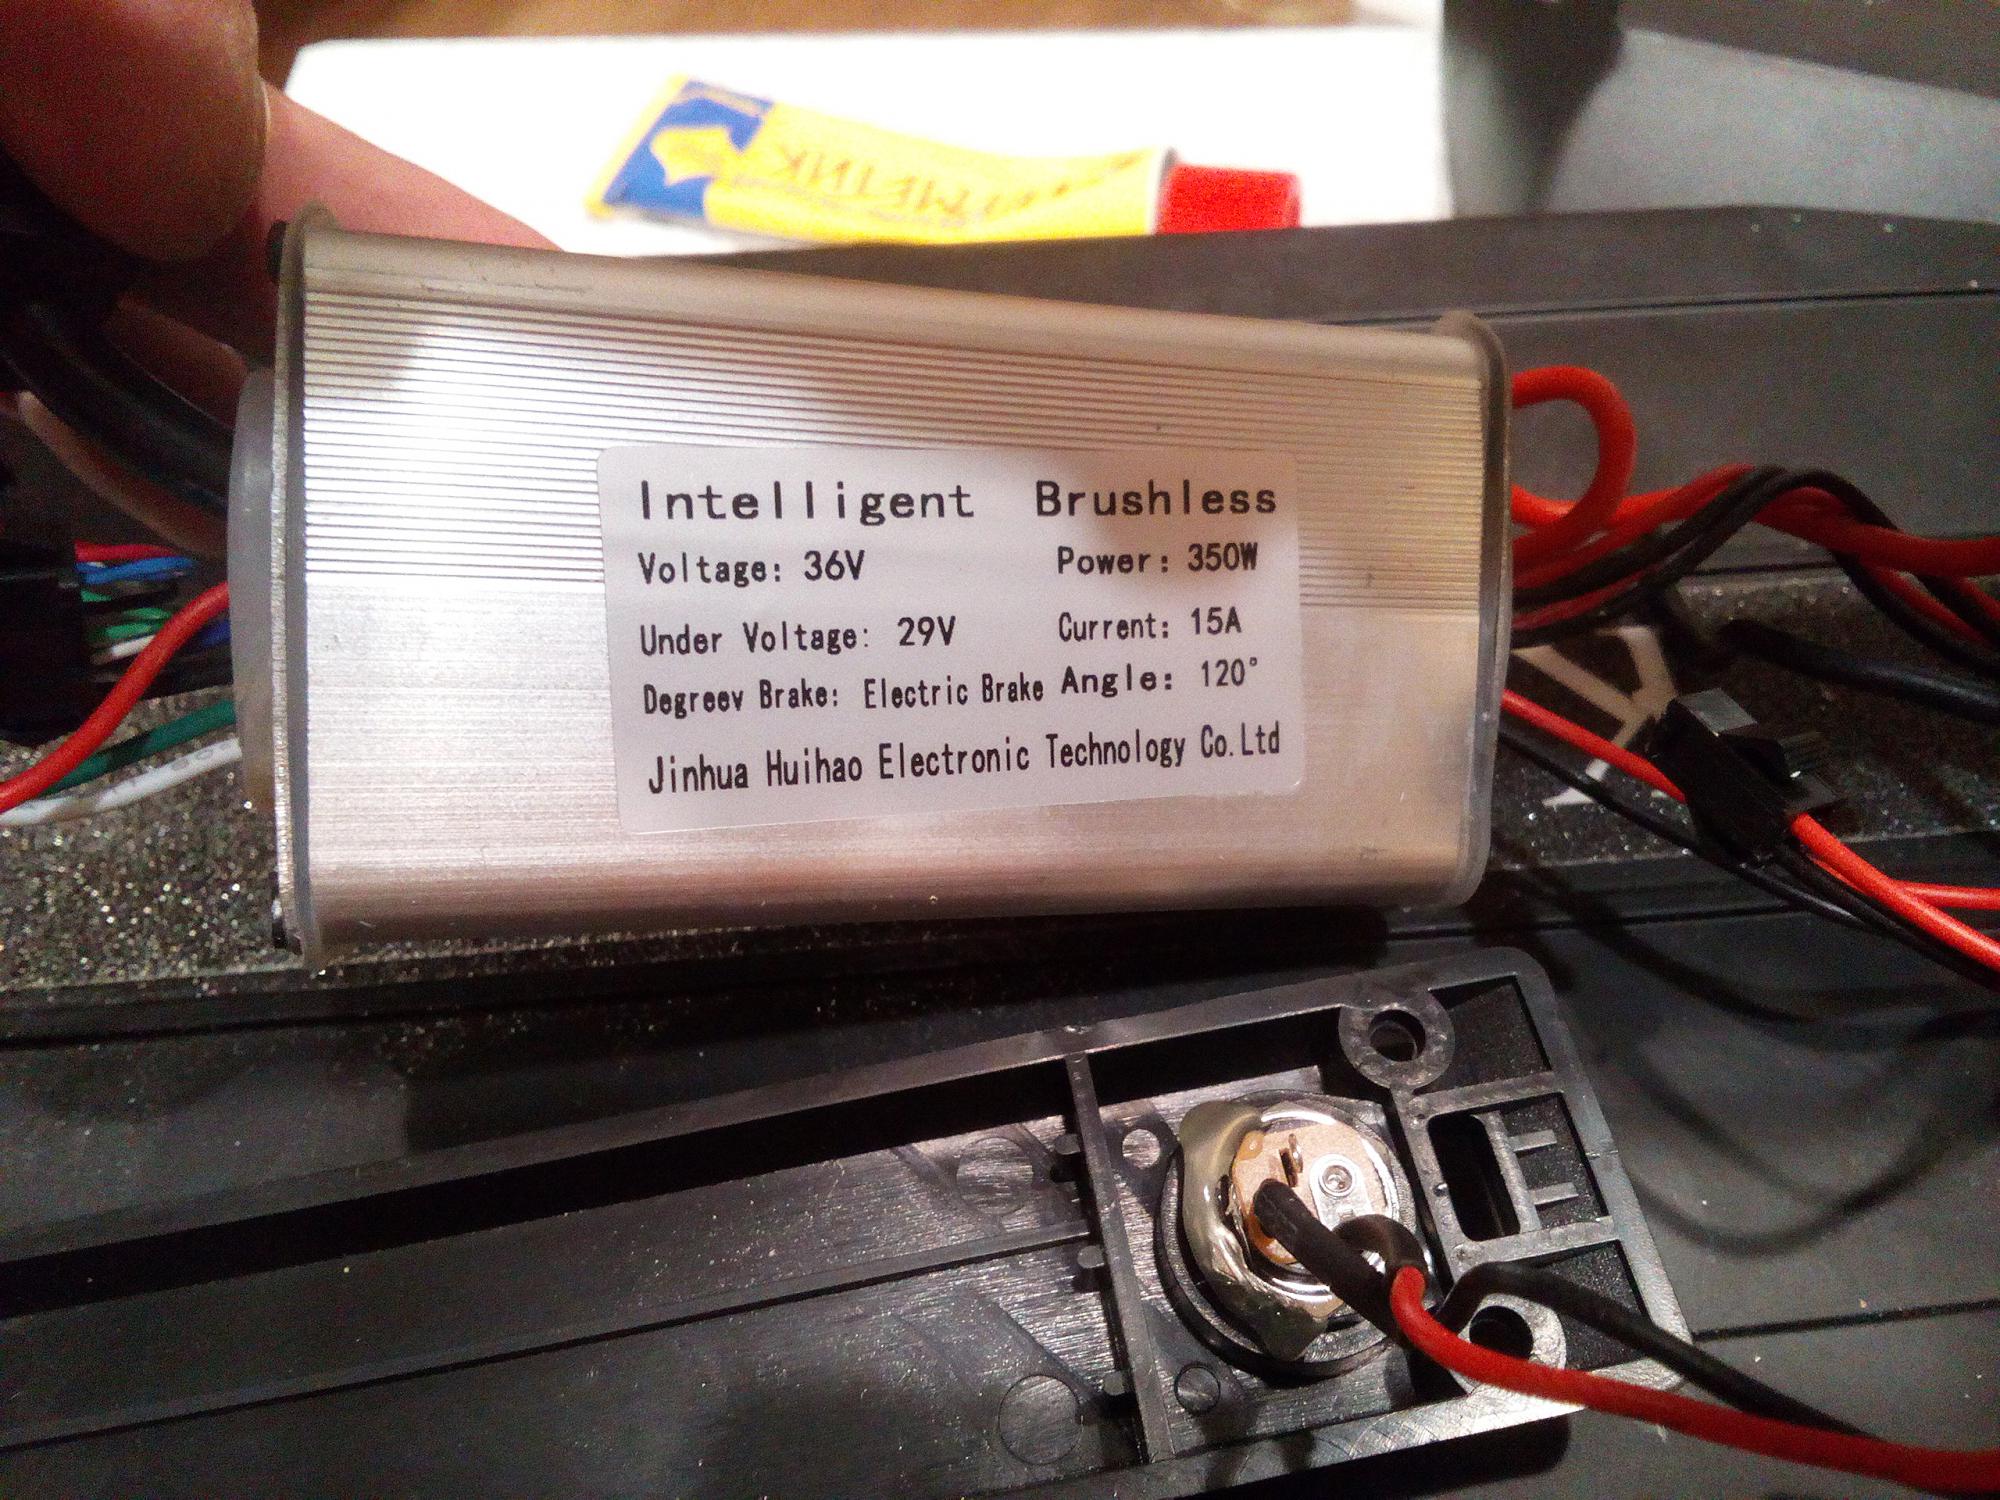 Intelligent Brushless
Voltage: 36V Power: 350W
Under Voltage: 29V Current: 15A
Degreev Brake: Electric Brake Angle: 120°
Jinhua Huihao Electronic Technology Co.Ltd